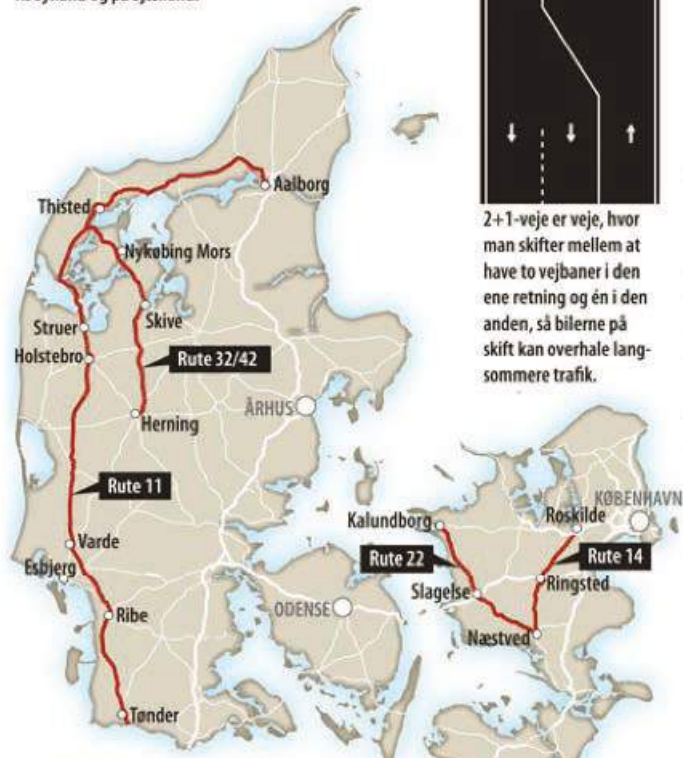 2+1-veje er veje, hvor
man skifter mellem at
have to vejbaner i den
ene retning og én i den
anden, så bilerne på
skift kan overhale lang-
sommere trafik.
Aalborg
Thisted
Nykøbing Mors
Skive
Struer
Holstebro
Rute 32/42
Herning
ÅRHUS
Rute 11
Varde
Esbjerg
Ribe
Tønder
ODENSE
KØBENHAVN
Kalundborg
Roskilde
Rute 22
Rute 14
Slagelse
Ringsted
Næstved